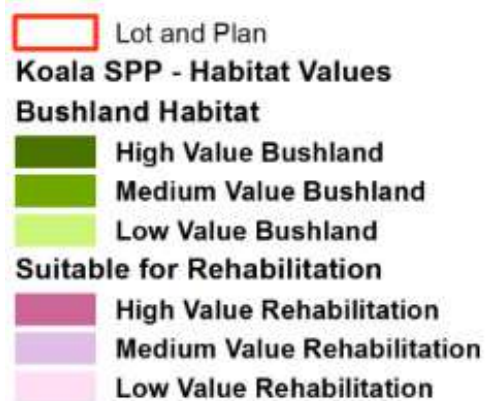 Lot and Plan
Koala SPP - Habitat Values
Bushland Habitat
High Value Bushland
Medium Value Bushland
Low Value Bushland
Suitable for Rehabilitation
High Value Rehabilitation
Medium Value Rehabilitation
Low Value Rehabilitation